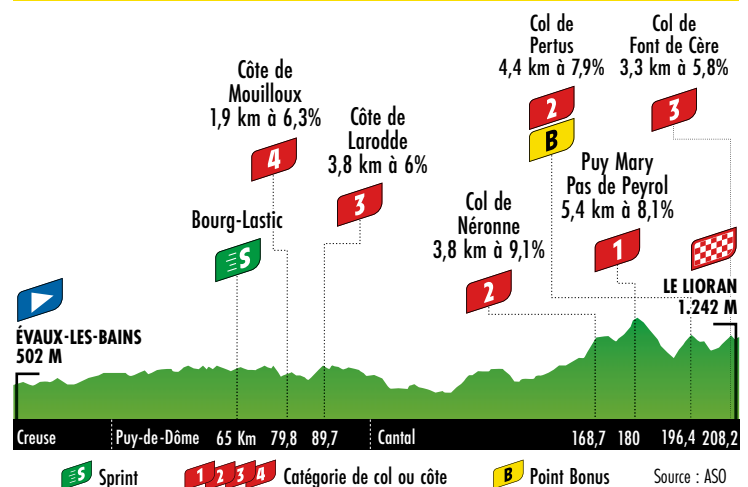 Col de
Pertus
4,4 km à 7,9%
2
B
Col de
Font de Cère
3,3 km à 5,8%
3
Côte de
Mouilloux
1,9 km à 6,3%
4
Côte de
Larodde
3,8 km à 6%
3
Puy Mary
Pas de Peyrol
5,4 km à 8,1%
1
Col de
Néronne
3,8 km à 9,1%
2
Bourg-Lastic
S
ÉVAUX-LES-BAINS
502 M
LE LIORAN
1.242 M
Creuse Puy-de-Dôme 65 Km 79,8 89,7 Cantal 168,7 180 196,4 208,2
S Sprint 1 2 3 4 Catégorie de col ou côte B Point Bonus Source : ASO